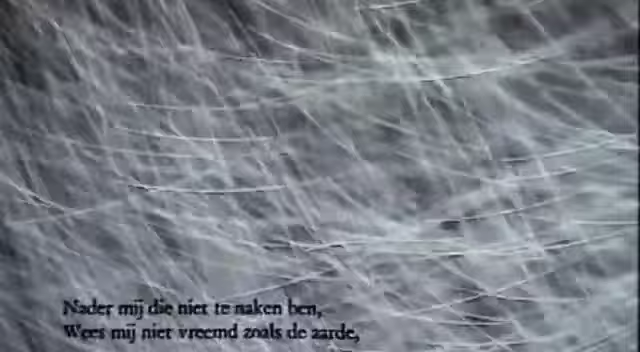 Nader mij die niet te naken ben,
Wees mij niet vreemd zoals de aarde,